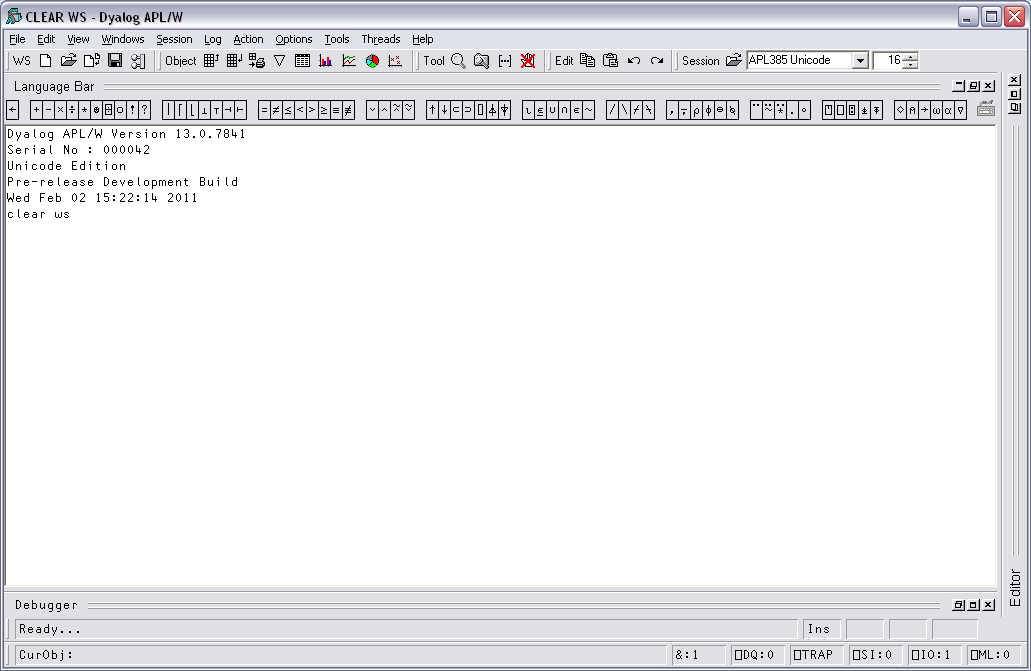 CLEAR WS - Dyalog APL/W
File Edit View Windows Session Log Action Options Tools Threads Help
WS Object Tool Edit Session APL385 Unicode 16
Language Bar
← + - × ÷ * ⍟ ⌹ ○ ! ? | ⌈ ⌊ ⊥ ⊤ ⊣ ⊢ = ≠ ≤ < > ≥ ≡ ≢ ∨ ∧ ⍲ ⍱ ↑ ↓ ⊂ ⊃ ⌷ ⍋ ⍒ ⍳ ⍷ ∪ ∩ ∊ ~ / \ ⌿ ⍀ , ⍪ ⍴ ⌽ ⊖ ⍉ ¨ ⍨ ⍣ . ∘ ⍞ ⎕ ⍠ ⍎ ⍕ ⋄ ⍝ → ⍵ ⍺ ∇
Dyalog APL/W Version 13.0.7841
Serial No : 000042
Unicode Edition
Pre-release Development Build
Wed Feb 02 15:22:14 2011
clear ws
Editor
Debugger
Ready... Ins
CurObj: &:1 ⎕DQ:0 ⎕TRAP ⎕SI:0 ⎕IO:1 ⎕ML:0